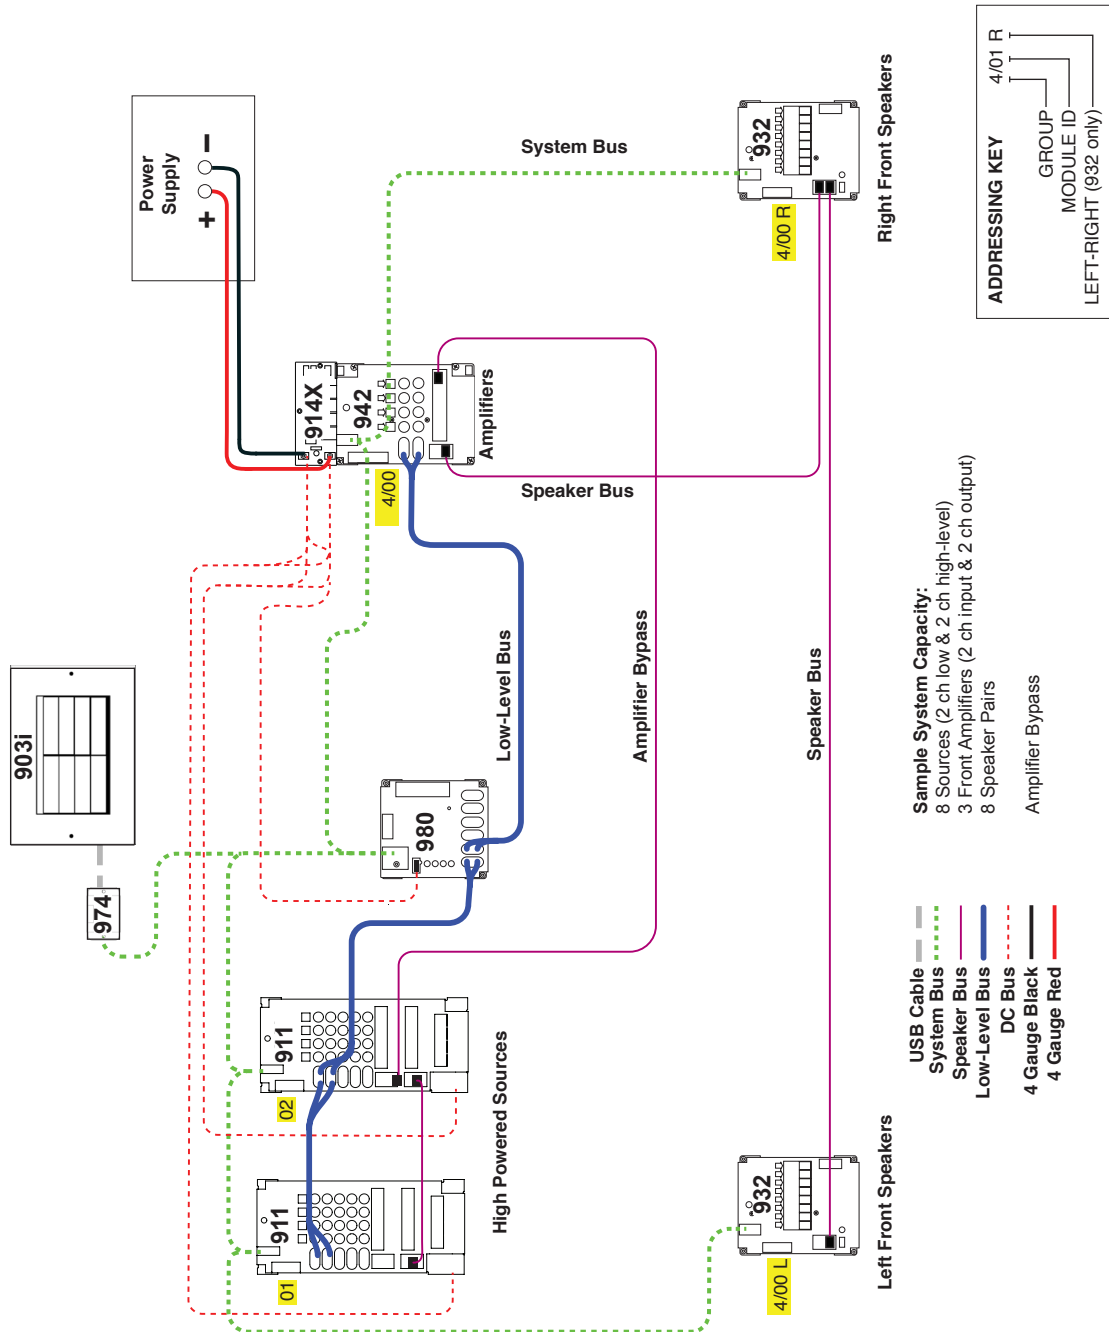 Power
Supply
+
−
903i
974
914X
942
Amplifiers
4/00
System Bus
932
4/00 R
Right Front Speakers
ADDRESSING KEY
4/01 R
GROUP
MODULE ID
LEFT-RIGHT (932 only)
Speaker Bus
Low-Level Bus
Amplifier Bypass
Speaker Bus
980
911
02
911
01
High Powered Sources
932
4/00 L
Left Front Speakers
Sample System Capacity:
8 Sources (2 ch low & 2 ch high-level)
3 Front Amplifiers (2 ch input & 2 ch output)
8 Speaker Pairs
Amplifier Bypass
USB Cable
System Bus
Speaker Bus
Low-Level Bus
DC Bus
4 Gauge Black
4 Gauge Red